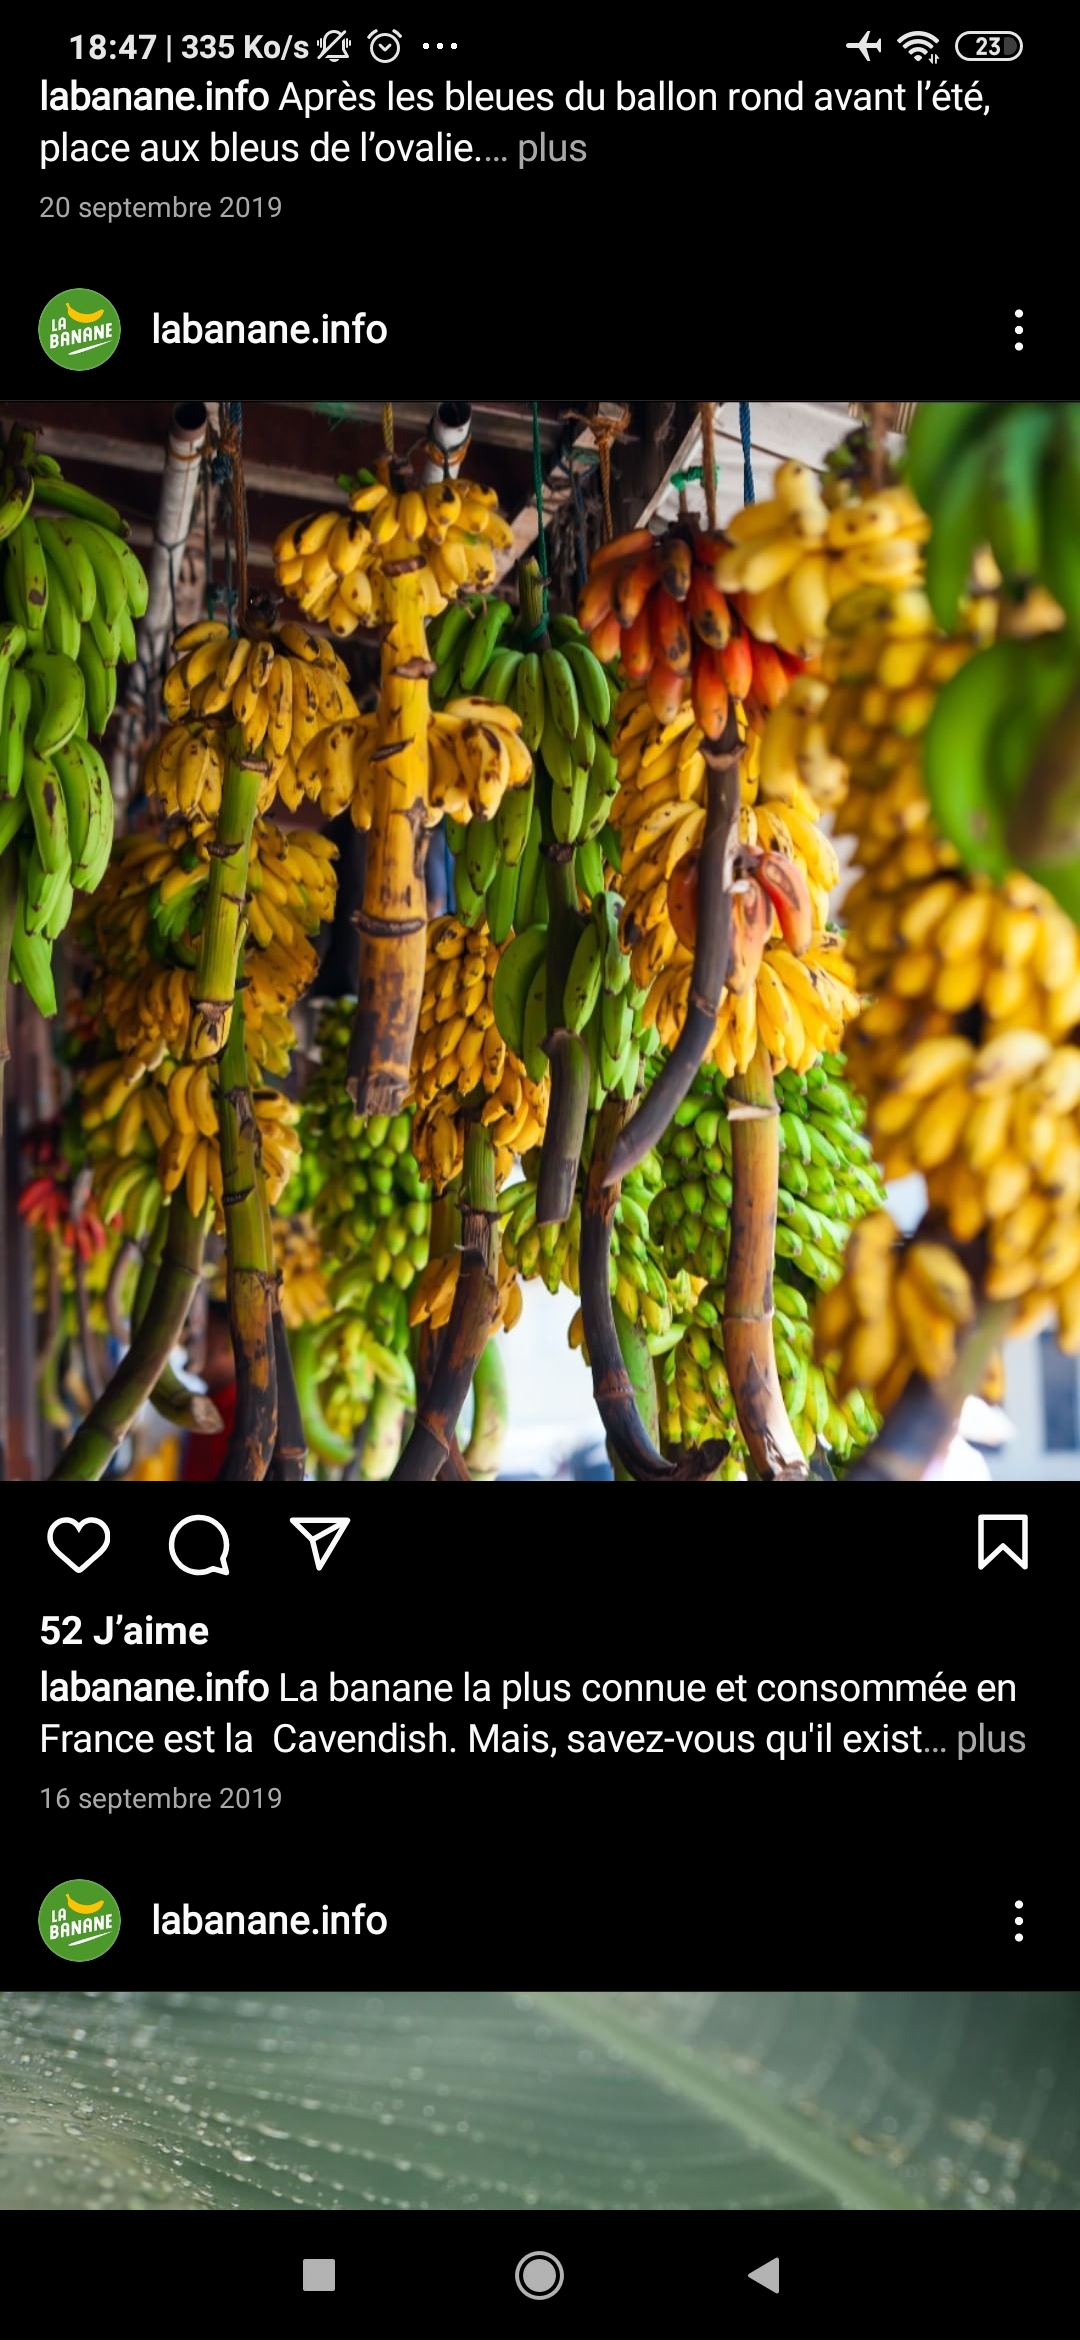 18:47 | 335 Ko/s ... 23
labanane.info Après les bleues du ballon rond avant l’été,
place aux bleus de l’ovalie.… plus
20 septembre 2019
LA
BANANE
labanane.info
52 J’aime
labanane.info La banane la plus connue et consommée en
France est la  Cavendish. Mais, savez-vous qu'il exist… plus
16 septembre 2019
LA
BANANE
labanane.info